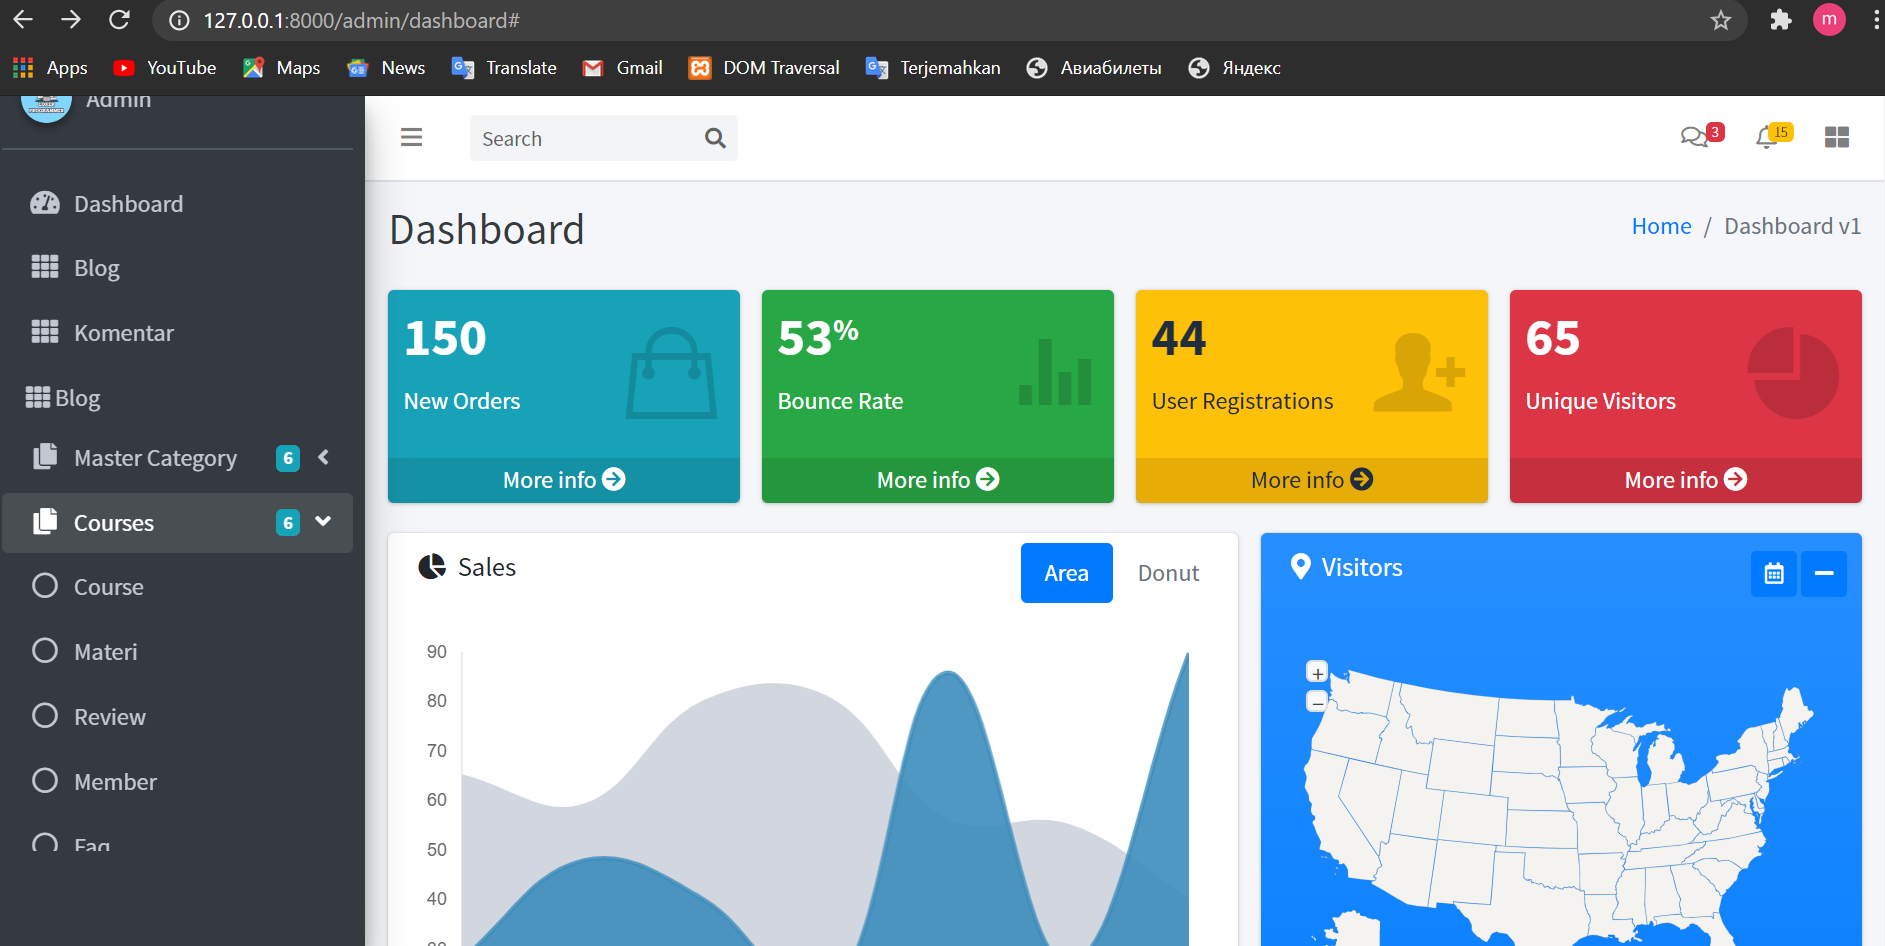 127.0.0.1:8000/admin/dashboard#
m
Apps
YouTube
Maps
News
Translate
Gmail
DOM Traversal
Terjemahkan
Авиабилеты
Яндекс
Admin
Dashboard
Blog
Komentar
Blog
Master Category 6
Courses 6
Course
Materi
Review
Member
Faq
Search
3
15
Dashboard
Home / Dashboard v1
150
New Orders
More info
53%
Bounce Rate
More info
44
User Registrations
More info
65
Unique Visitors
More info
Sales
Area
Donut
90
80
70
60
50
40
Visitors
+
−